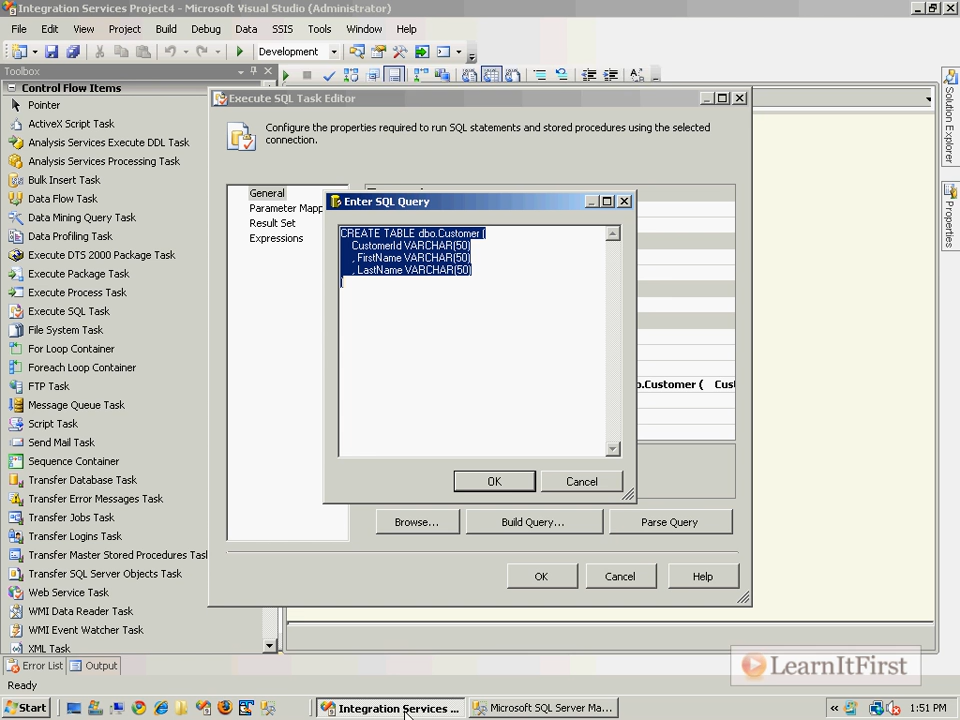 Integration Services Project4 - Microsoft Visual Studio (Administrator)
File Edit View Project Build Debug Data SSIS Tools Window Help
Development
Toolbox
Control Flow Items
Pointer
ActiveX Script Task
Analysis Services Execute DDL Task
Analysis Services Processing Task
Bulk Insert Task
Data Flow Task
Data Mining Query Task
Data Profiling Task
Execute DTS 2000 Package Task
Execute Package Task
Execute Process Task
Execute SQL Task
File System Task
For Loop Container
Foreach Loop Container
FTP Task
Message Queue Task
Script Task
Send Mail Task
Sequence Container
Transfer Database Task
Transfer Error Messages Task
Transfer Jobs Task
Transfer Logins Task
Transfer Master Stored Procedures Task
Transfer SQL Server Objects Task
Web Service Task
WMI Data Reader Task
WMI Event Watcher Task
XML Task
Execute SQL Task Editor
Configure the properties required to run SQL statements and stored procedures using the selected
connection.
General
Parameter Mapp
Result Set
Expressions
Enter SQL Query
CREATE TABLE dbo.Customer (
CustomerId VARCHAR(50)
, FirstName VARCHAR(50)
, LastName VARCHAR(50)
)
OK Cancel
o.Customer ( Cust
Browse... Build Query... Parse Query
OK Cancel Help
Solution Explorer
Properties
LearnItFirst
Error List Output
Ready
Start
Integration Services ...
Microsoft SQL Server Ma...
« 1:51 PM